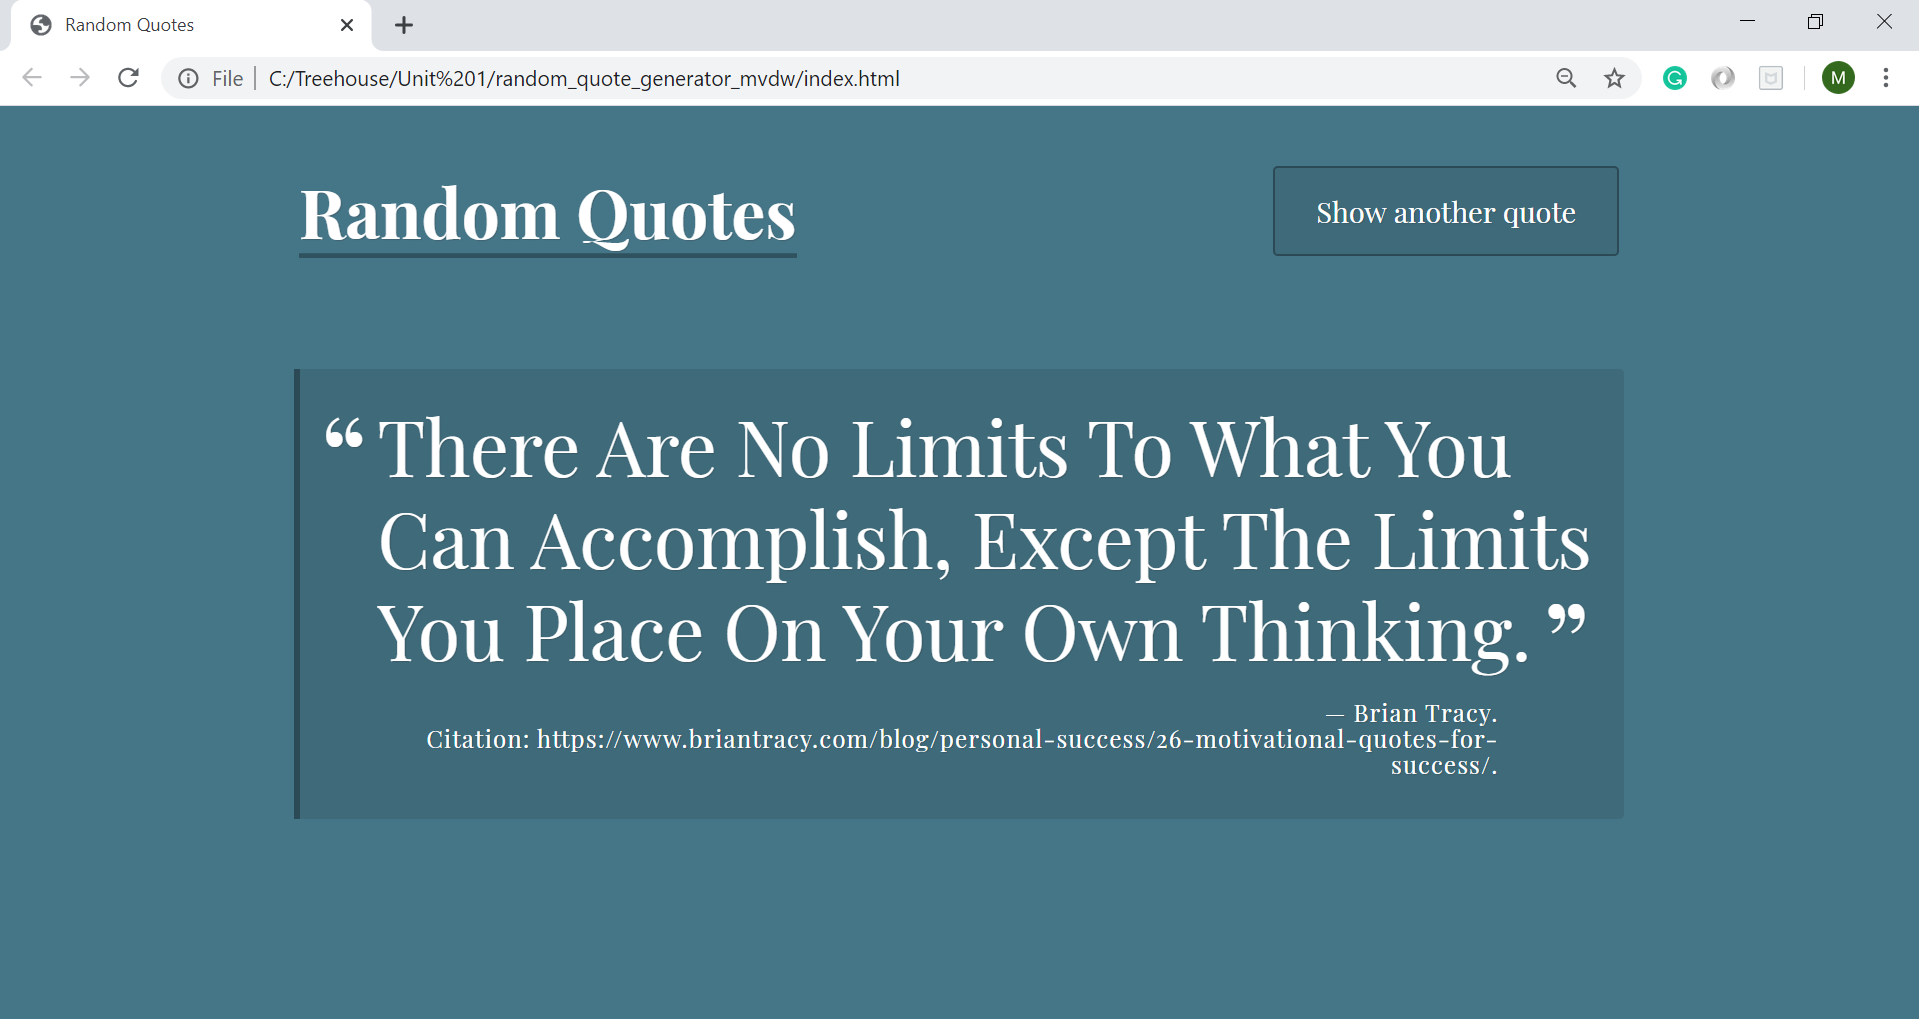 Random Quotes
File C:/Treehouse/Unit%201/random_quote_generator_mvdw/index.html
M
Random Quotes
Show another quote
“ There Are No Limits To What You
Can Accomplish, Except The Limits
You Place On Your Own Thinking. ”
— Brian Tracy.
Citation: https://www.briantracy.com/blog/personal-success/26-motivational-quotes-for-
success/.